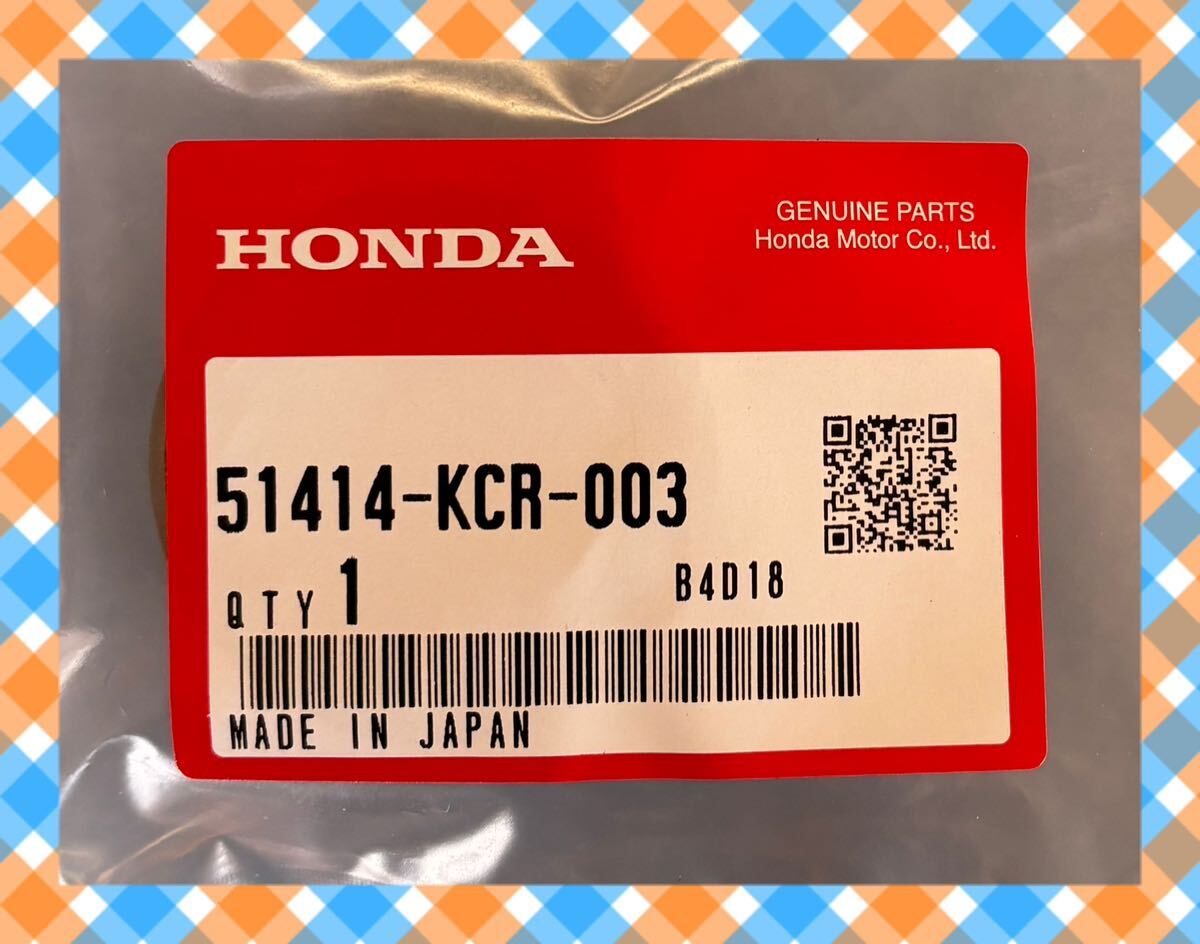 HONDA
GENUINE PARTS
Honda Motor Co., Ltd.
51414-KCR-003
QTY 1
B4D18
MADE IN JAPAN